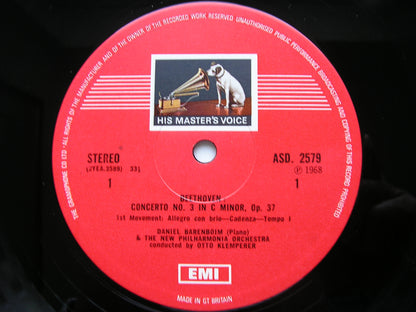 ALL RIGHTS OF THE MANUFACTURER AND OF THE OWNER OF THE RECORDED WORK RESERVED UNAUTHORISED PUBLIC PERFORMANCE BROADCASTING AND COPYING OF THIS RECORD PROHIBITED
THE GRAMOPHONE CO LTD
HIS MASTER'S VOICE
STEREO
ASD. 2579
(2YEA.3589) 33⅓
℗ 1968
1
1
BEETHOVEN
CONCERTO NO. 3 IN C MINOR, Op. 37
1st Movement: Allegro con brio—Cadenza—Tempo I
DANIEL BARENBOIM (Piano)
& THE NEW PHILHARMONIA ORCHESTRA
conducted by OTTO KLEMPERER
EMI
MADE IN GT BRITAIN